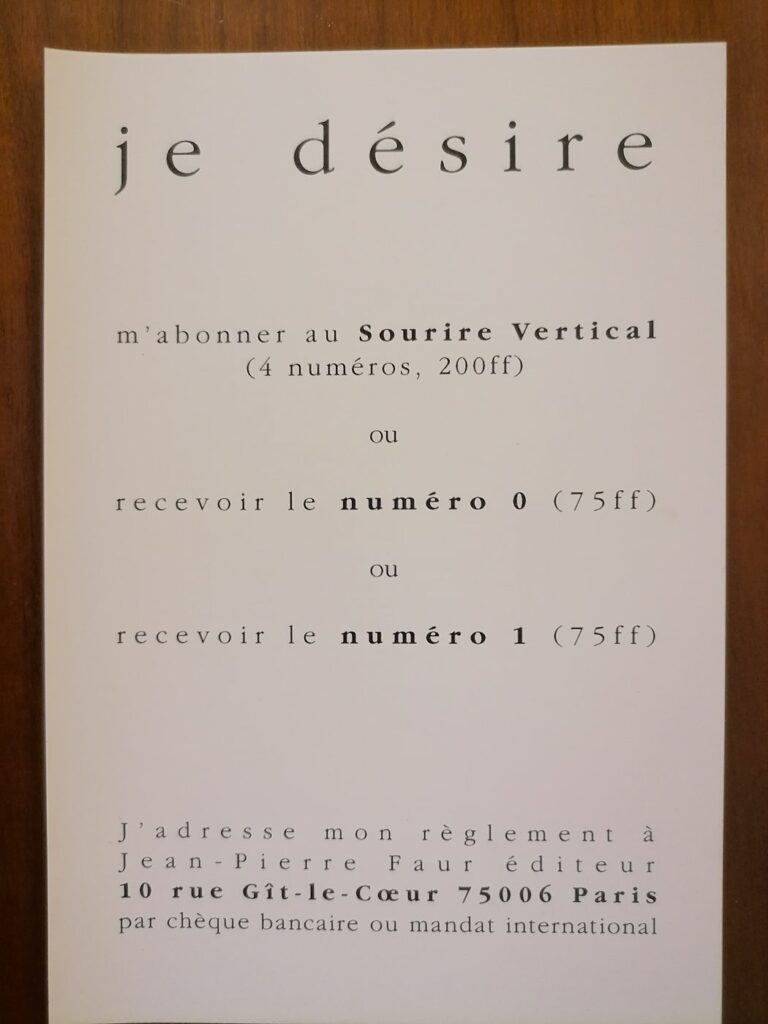 je désire
m'abonner au Sourire Vertical
(4 numéros, 200ff)
ou
recevoir le numéro 0 (75ff)
ou
recevoir le numéro 1 (75ff)
J'adresse mon règlement à
Jean-Pierre Faur éditeur
10 rue Gît-le-Cœur 75006 Paris
par chèque bancaire ou mandat international